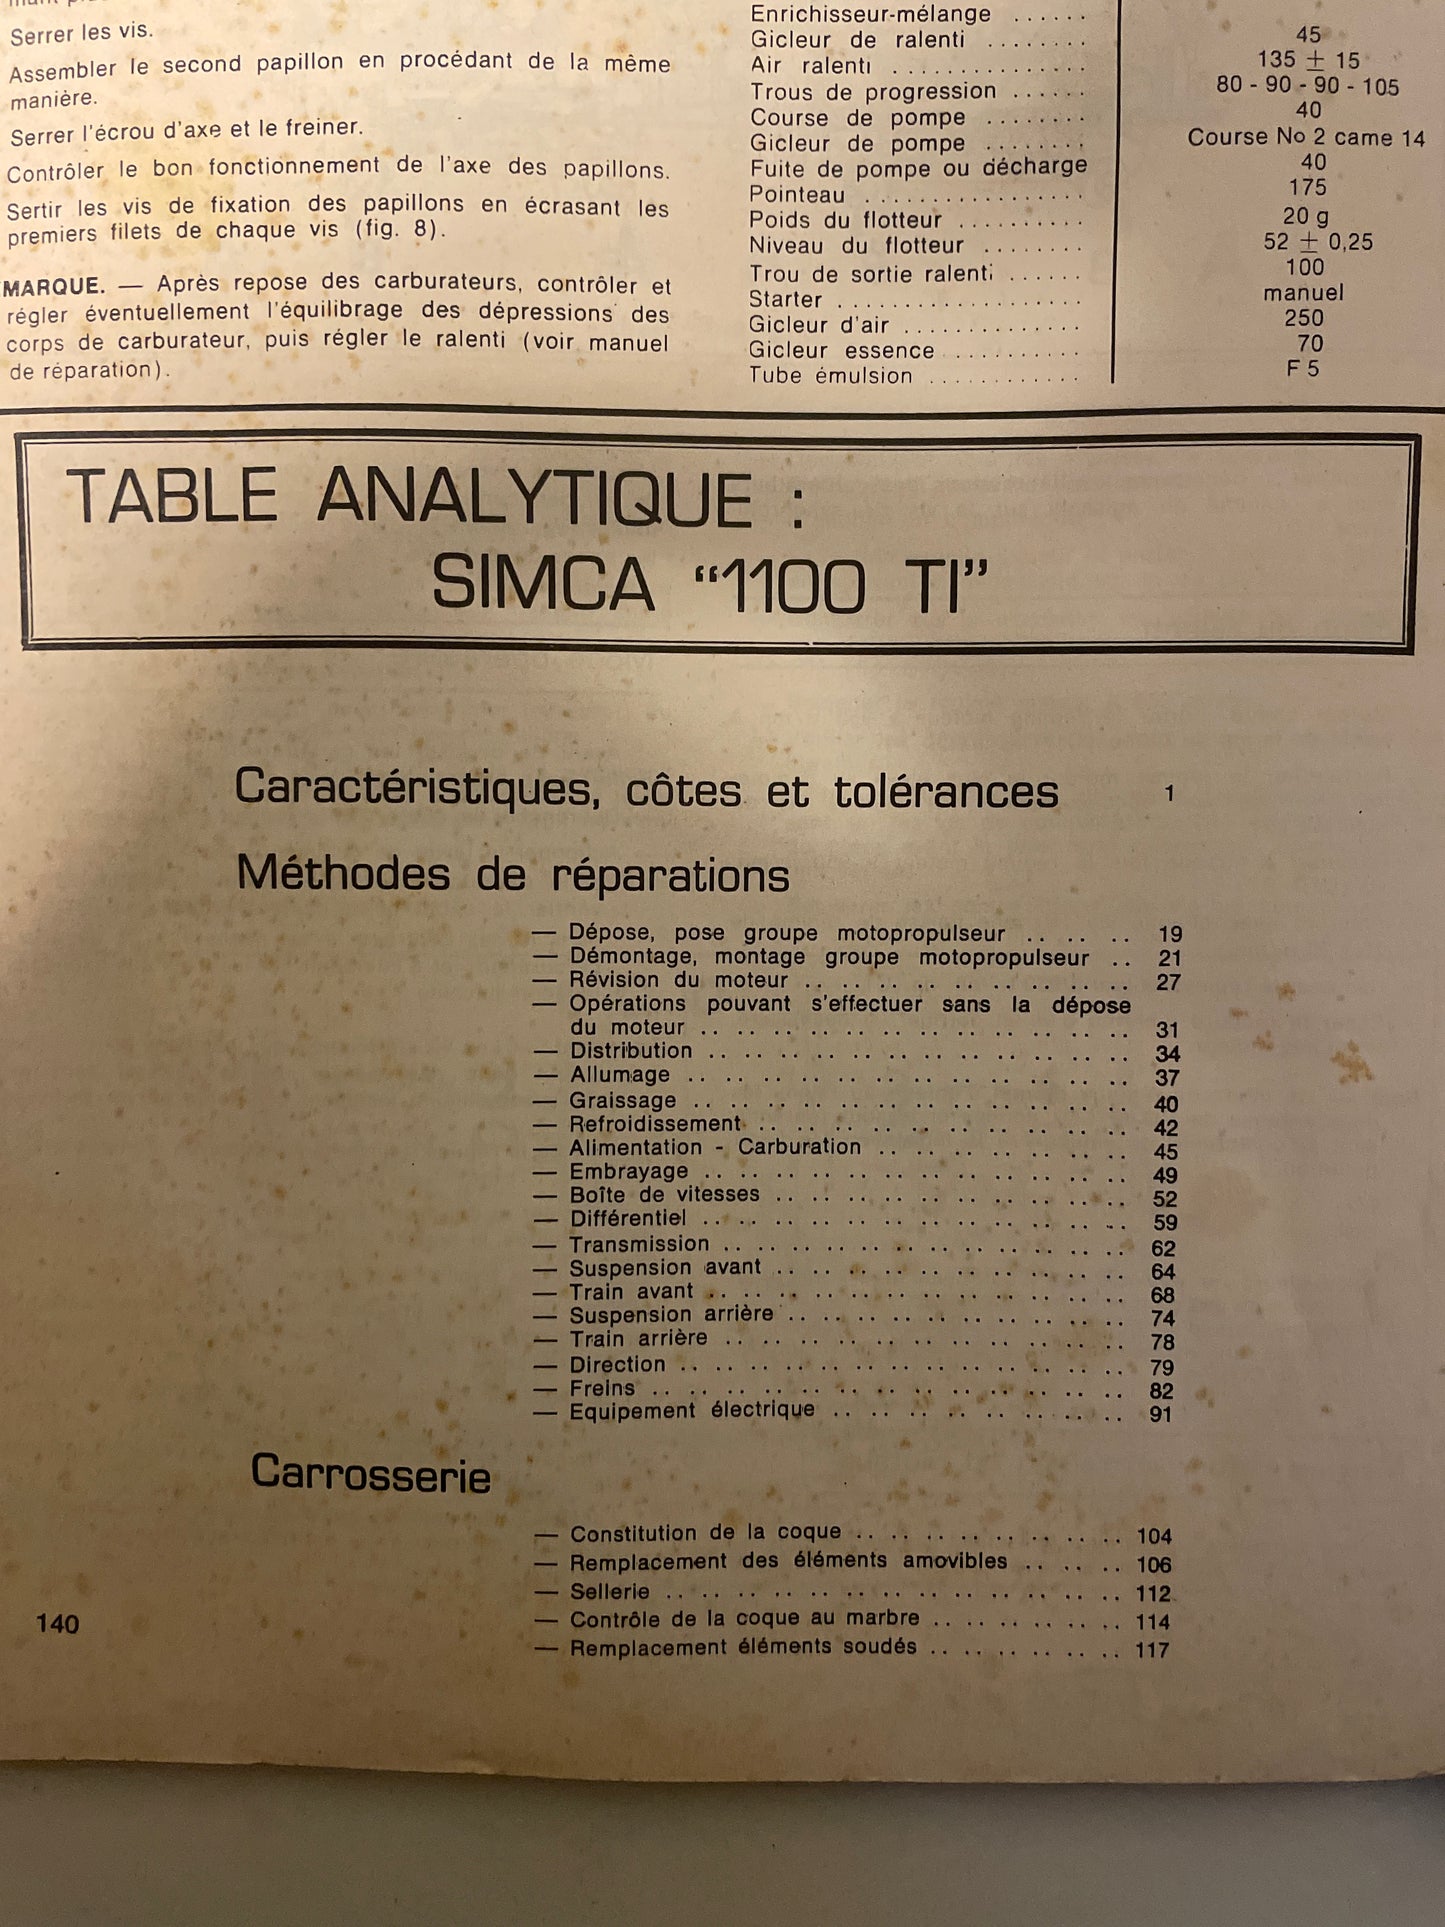 Serrer les vis.
Assembler le second papillon en procédant de la même
manière.
Serrer l'écrou d'axe et le freiner.
Contrôler le bon fonctionnement de l'axe des papillons.
Sertir les vis de fixation des papillons en écrasant les
premiers filets de chaque vis (fig. 8).
MARQUE. — Après repose des carburateurs, contrôler et
régler éventuellement l'équilibrage des dépressions des
corps de carburateur, puis régler le ralenti (voir manuel
de réparation).
Enrichisseur-mélange ......
Gicleur de ralenti ........
Air ralenti ...............
Trous de progression ......
Course de pompe ........
Gicleur de pompe ........
Fuite de pompe ou décharge
Pointeau .................
Poids du flotteur ..........
Niveau du flotteur ........
Trou de sortie ralenti ......
Starter ...................
Gicleur d'air ..............
Gicleur essence ...........
Tube émulsion ............
45
135 ± 15
80 - 90 - 90 - 105
40
Course No 2 came 14
40
175
20 g
52 ± 0,25
100
manuel
250
70
F 5
TABLE ANALYTIQUE :
SIMCA “1100 TI”
Caractéristiques, côtes et tolérances 1
Méthodes de réparations
— Dépose, pose groupe motopropulseur .. .. .. 19
— Démontage, montage groupe motopropulseur .. 21
— Révision du moteur .. .. .. .. .. .. .. .. .. 27
— Opérations pouvant s'effectuer sans la dépose
du moteur .. .. .. .. .. .. .. .. .. .. .. .. 31
— Distribution .. .. .. .. .. .. .. .. .. .. .. .. 34
— Allumage .. .. .. .. .. .. .. .. .. .. .. .. 37
— Graissage .. .. .. .. .. .. .. .. .. .. .. .. 40
— Refroidissement .. .. .. .. .. .. .. .. .. .. 42
— Alimentation - Carburation .. .. .. .. .. .. .. 45
— Embrayage .. .. .. .. .. .. .. .. .. .. .. .. 49
— Boîte de vitesses .. .. .. .. .. .. .. .. .. .. 52
— Différentiel .. .. .. .. .. .. .. .. .. .. .. .. 59
— Transmission .. .. .. .. .. .. .. .. .. .. .. 62
— Suspension avant .. .. .. .. .. .. .. .. .. .. 64
— Train avant .. .. .. .. .. .. .. .. .. .. .. .. 68
— Suspension arrière .. .. .. .. .. .. .. .. .. .. 74
— Train arrière .. .. .. .. .. .. .. .. .. .. .. 78
— Direction .. .. .. .. .. .. .. .. .. .. .. .. 79
— Freins .. .. .. .. .. .. .. .. .. .. .. .. .. 82
— Equipement électrique .. .. .. .. .. .. .. .. 91
Carrosserie
— Constitution de la coque .. .. .. .. .. .. .. .. 104
— Remplacement des éléments amovibles .. .. .. 106
— Sellerie .. .. .. .. .. .. .. .. .. .. .. .. .. 112
— Contrôle de la coque au marbre .. .. .. .. .. .. 114
— Remplacement éléments soudés .. .. .. .. .. .. 117
140